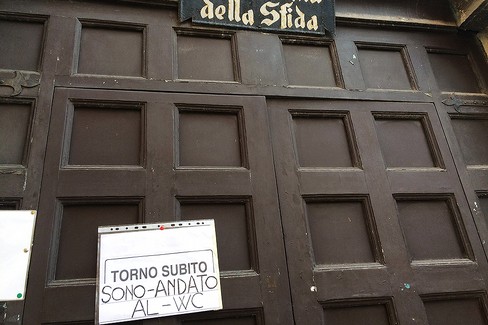 della Sfida
TORNO SUBITO
SONO-ANDATO
AL-WC